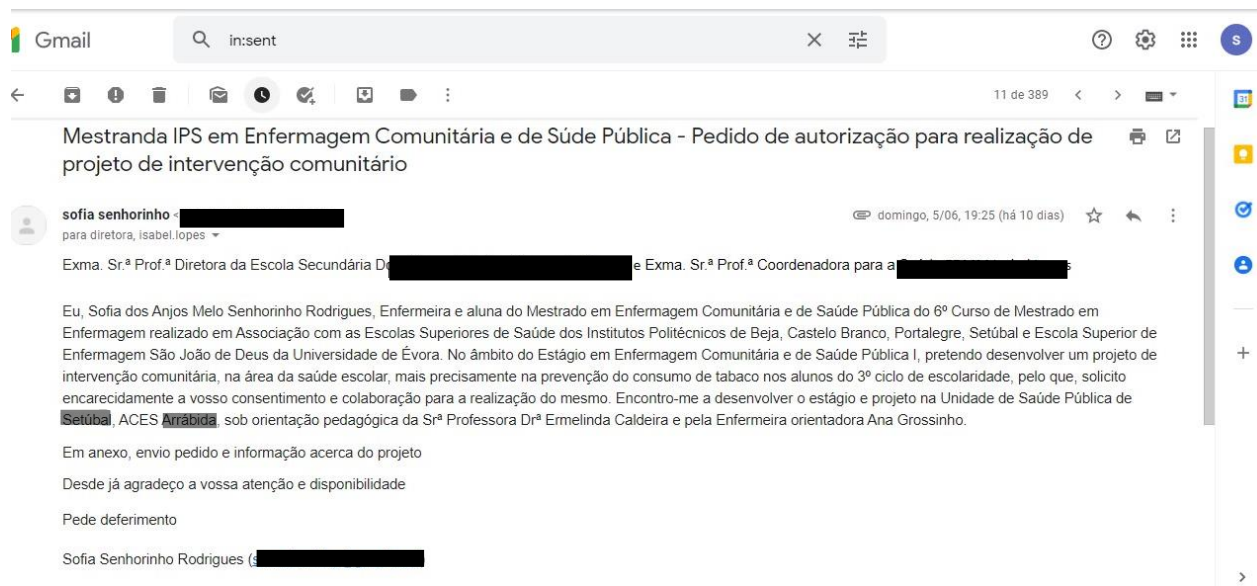 Gmail
in:sent
11 de 389
Mestranda IPS em Enfermagem Comunitária e de Súde Pública - Pedido de autorização para realização de
projeto de intervenção comunitário
sofia senhorinho <
domingo, 5/06, 19:25 (há 10 dias)
para diretora, isabel.lopes
Exma. Sr.ª Prof.ª Diretora da Escola Secundária e Exma. Sr.ª Prof.ª Coordenadora para a
Eu, Sofia dos Anjos Melo Senhorinho Rodrigues, Enfermeira e aluna do Mestrado em Enfermagem Comunitária e de Saúde Pública do 6º Curso de Mestrado em
Enfermagem realizado em Associação com as Escolas Superiores de Saúde dos Institutos Politécnicos de Beja, Castelo Branco, Portalegre, Setúbal e Escola Superior de
Enfermagem São João de Deus da Universidade de Évora. No âmbito do Estágio em Enfermagem Comunitária e de Saúde Pública I, pretendo desenvolver um projeto de
intervenção comunitária, na área da saúde escolar, mais precisamente na prevenção do consumo de tabaco nos alunos do 3º ciclo de escolaridade, pelo que, solicito
encarecidamente a vosso consentimento e colaboração para a realização do mesmo. Encontro-me a desenvolver o estágio e projeto na Unidade de Saúde Pública de
Setúbal, ACES Arrábida, sob orientação pedagógica da Srª Professora Drª Ermelinda Caldeira e pela Enfermeira orientadora Ana Grossinho.
Em anexo, envio pedido e informação acerca do projeto
Desde já agradeço a vossa atenção e disponibilidade
Pede deferimento
Sofia Senhorinho Rodrigues (
S
31